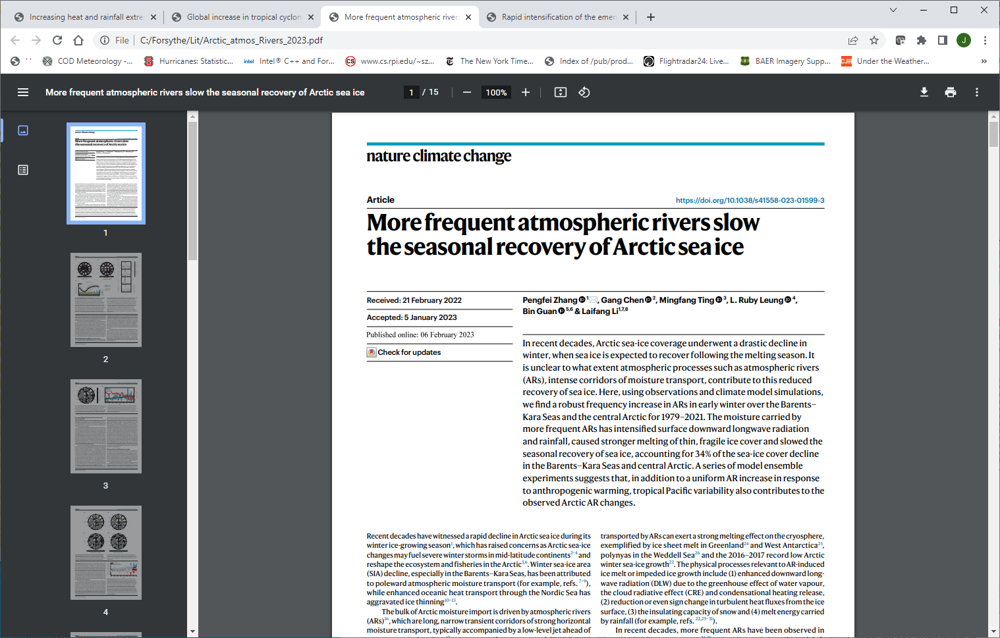 Increasing heat and rainfall extre
Global increase in tropical cyclon
More frequent atmospheric rivers
Rapid intensification of the emer
File
C:/Forsythe/Lit/Arctic_atmos_Rivers_2023.pdf
J
' '
COD Meteorology -...
Hurricanes: Statistic...
intel
Intel® C++ and For...
CS
www.cs.rpi.edu/~sz...
The New York Time...
Index of /pub/prod...
Flightradar24: Live...
BAER Imagery Supp...
CJR
Under the Weather...
»
More frequent atmospheric rivers slow the seasonal recovery of Arctic sea ice
1 / 15
100%
1
2
3
4
nature climate change
Article
https://doi.org/10.1038/s41558-023-01599-3
More frequent atmospheric rivers slow
the seasonal recovery of Arctic sea ice
Received: 21 February 2022
Accepted: 5 January 2023
Published online: 06 February 2023
Check for updates
Pengfei Zhang 1, Gang Chen 2, Mingfang Ting 3, L. Ruby Leung 4,
Bin Guan 5,6 & Laifang Li1,7,8
In recent decades, Arctic sea-ice coverage underwent a drastic decline in
winter, when sea ice is expected to recover following the melting season. It
is unclear to what extent atmospheric processes such as atmospheric rivers
(ARs), intense corridors of moisture transport, contribute to this reduced
recovery of sea ice. Here, using observations and climate model simulations,
we find a robust frequency increase in ARs in early winter over the Barents–
Kara Seas and the central Arctic for 1979–2021. The moisture carried by
more frequent ARs has intensified surface downward longwave radiation
and rainfall, caused stronger melting of thin, fragile ice cover and slowed the
seasonal recovery of sea ice, accounting for 34% of the sea-ice cover decline
in the Barents–Kara Seas and central Arctic. A series of model ensemble
experiments suggests that, in addition to a uniform AR increase in response
to anthropogenic warming, tropical Pacific variability also contributes to the
observed Arctic AR changes.
Recent decades have witnessed a rapid decline in Arctic sea ice during its
winter ice-growing season1, which has raised concerns as Arctic sea-ice
changes may fuel severe winter storms in mid-latitude continents2–4 and
reshape the ecosystem and fisheries in the Arctic5,6. Winter sea-ice area
(SIA) decline, especially in the Barents–Kara Seas, has been attributed
to poleward atmospheric moisture transport (for example, refs. 7–9),
while enhanced oceanic heat transport through the Nordic Sea has
aggravated ice thinning10–15.
The bulk of Arctic moisture import is driven by atmospheric rivers
(ARs)16, which are long, narrow transient corridors of strong horizontal
moisture transport, typically accompanied by a low-level jet ahead of
transported by ARs can exert a strong melting effect on the cryosphere,
exemplified by ice sheet melt in Greenland24 and West Antarctica25,
polynyas in the Weddell Sea26 and the 2016–2017 record low Arctic
winter sea-ice growth22. The physical processes relevant to AR-induced
ice melt or impeded ice growth include (1) enhanced downward long-
wave radiation (DLW) due to the greenhouse effect of water vapour,
the cloud radiative effect (CRE) and condensational heating release,
(2) reduction or even sign change in turbulent heat fluxes from the ice
surface, (3) the insulating capacity of snow and (4) melt energy carried
by rainfall (for example, refs. 22,25–31).
In recent decades, more frequent ARs have been observed in